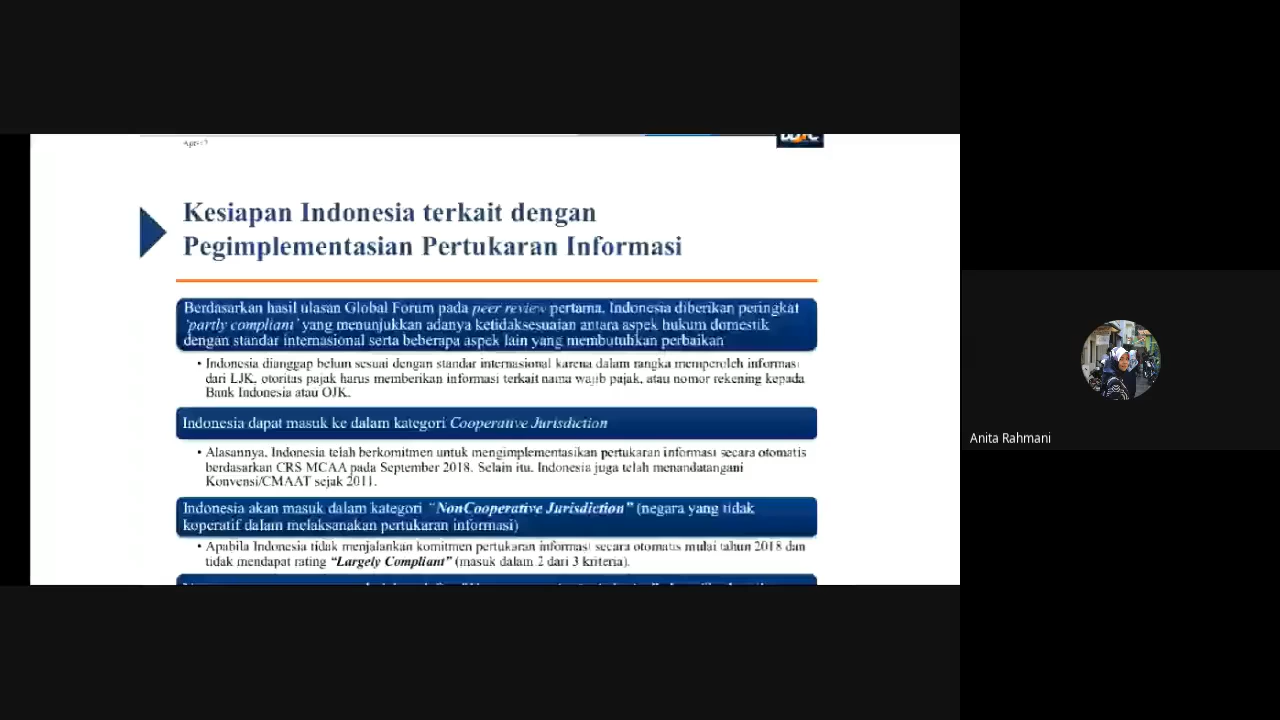 Kesiapan Indonesia terkait dengan
Pegimplementasian Pertukaran Informasi
Berdasarkan hasil ulasan Global Forum pada peer review pertama, Indonesia diberikan peringkat
'partly compliant' yang menunjukkan adanya ketidaksesuaian antara aspek hukum domestik
dengan standar internasional serta beberapa aspek lain yang membutuhkan perbaikan
• Indonesia dianggap belum sesuai dengan standar internasional karena dalam rangka memperoleh informasi
dari LJK, otoritas pajak harus memberikan informasi terkait nama wajib pajak, atau nomor rekening kepada
Bank Indonesia atau OJK.
Indonesia dapat masuk ke dalam kategori Cooperative Jurisdiction
• Alasannya, Indonesia telah berkomitmen untuk mengimplementasikan pertukaran informasi secara otomatis
berdasarkan CRS MCAA pada September 2018. Selain itu, Indonesia juga telah menandatangani
Konvensi/CMAAT sejak 2011.
Indonesia akan masuk dalam kategori "NonCooperative Jurisdiction" (negara yang tidak
koperatif dalam melaksanakan pertukaran informasi)
• Apabila Indonesia tidak menjalankan komitmen pertukaran informasi secara otomatis mulai tahun 2018 dan
tidak mendapat rating "Largely Compliant" (masuk dalam 2 dari 3 kriteria).
Anita Rahmani